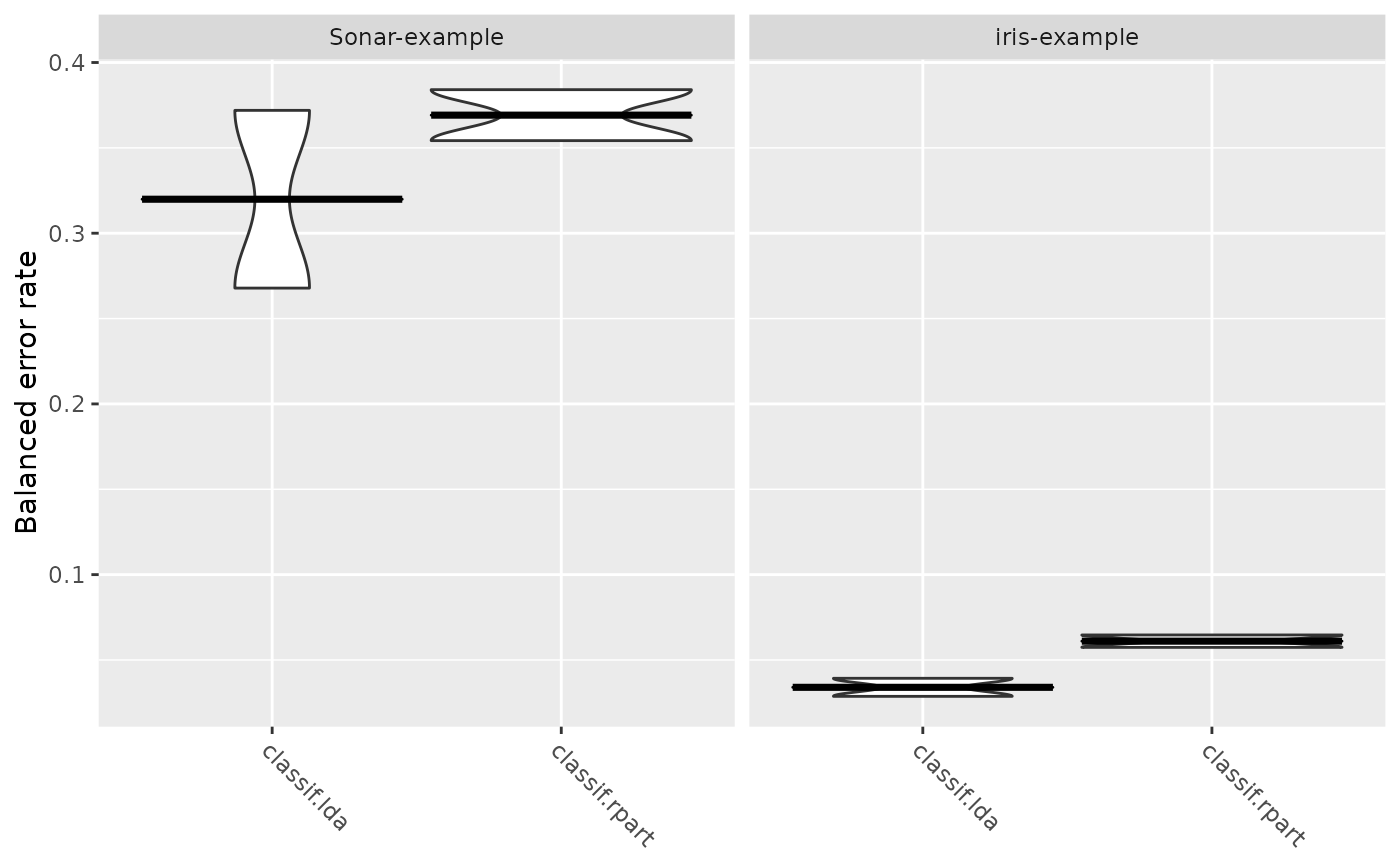 Sonar-example
iris-example
Balanced error rate
0.4
0.3
0.2
0.1
classif.lda
classif.rpart
classif.lda
classif.rpart